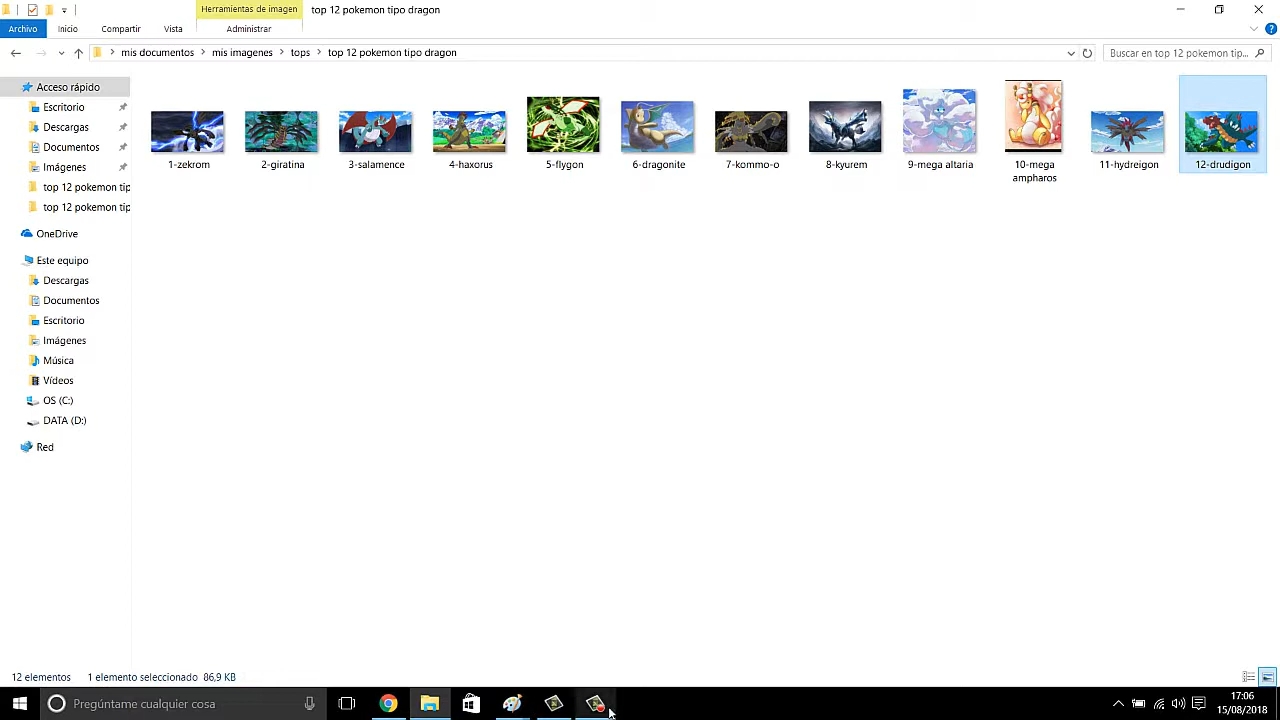 Herramientas de imagen
top 12 pokemon tipo dragon
Archivo
Inicio
Compartir
Vista
Administrar
mis documentos
mis imagenes
tops
top 12 pokemon tipo dragon
Buscar en top 12 pokemon tip...
Acceso rápido
Escritorio
Descargas
Documentos
Imágenes
top 12 pokemon tip
top 12 pokemon tip
OneDrive
Este equipo
Descargas
Documentos
Escritorio
Imágenes
Música
Vídeos
OS (C:)
DATA (D:)
Red
1-zekrom
2-giratina
3-salamence
4-haxorus
5-flygon
6-dragonite
7-kommo-o
8-kyurem
9-mega altaria
10-mega
ampharos
11-hydreigon
12-drudigon
12 elementos
1 elemento seleccionado 86,9 KB
Pregúntame cualquier cosa
17:06
15/08/2018